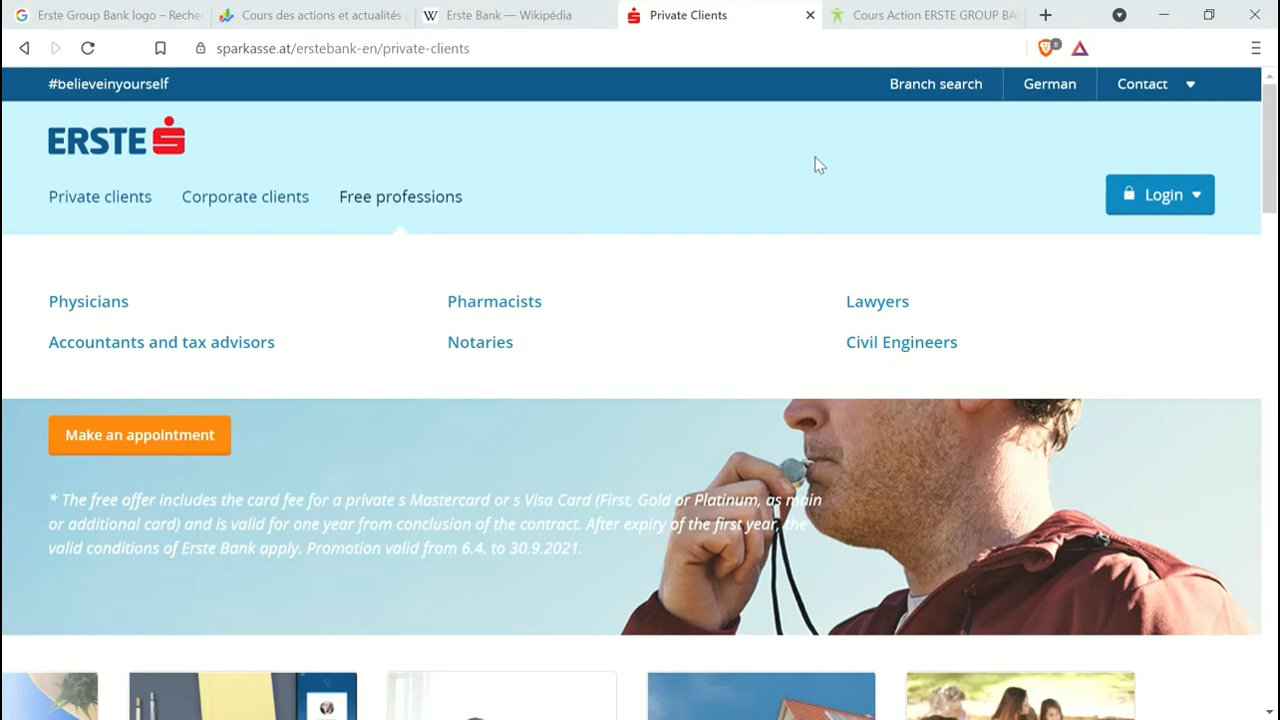 Erste Group Bank logo – Recher
Cours des actions et actualités
Erste Bank — Wikipédia
Private Clients
Cours Action ERSTE GROUP BA
sparkasse.at/erstebank-en/private-clients
8
#believeinyourself
Branch search
German
Contact
ERSTE
Private clients
Corporate clients
Free professions
Login
Physicians
Pharmacists
Lawyers
Accountants and tax advisors
Notaries
Civil Engineers
Make an appointment
* The free offer includes the card fee for a private s Mastercard or s Visa Card (First, Gold or Platinum, as main
or additional card) and is valid for one year from conclusion of the contract. After expiry of the first year, the
valid conditions of Erste Bank apply. Promotion valid from 6.4. to 30.9.2021.